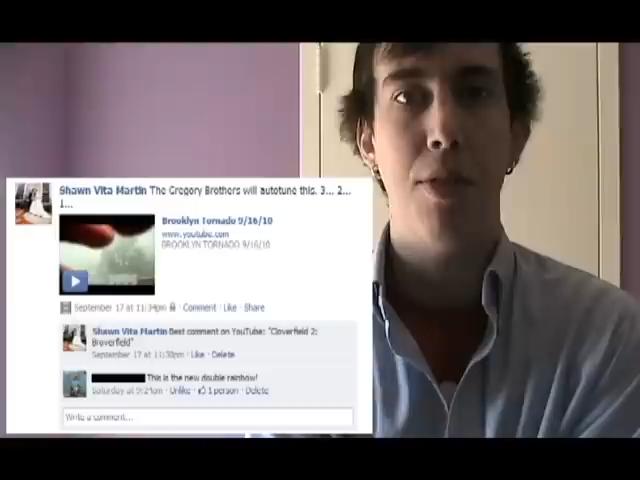 Shawn Vita Martin The Gregory Brothers will autotune this. 3... 2...
1...
Brooklyn Tornado 9/16/10
www.youtube.com
BROOKLYN TORNADO 9/16/10
September 17 at 11:34pm · Comment · Like · Share
Shawn Vita Martin Best comment on YouTube: "Cloverfield 2:
Broverfield"
September 17 at 11:38pm · Like · Delete
This is the new double rainbow!
Saturday at 9:24am · Unlike · 1 person · Delete
Write a comment...